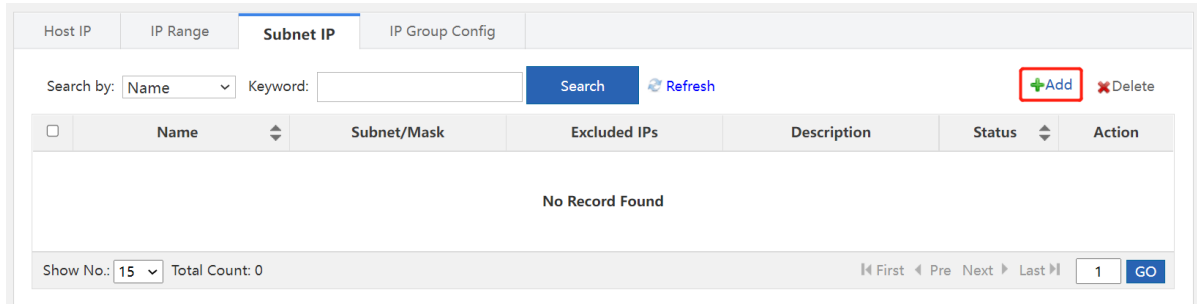 Host IP IP Range Subnet IP IP Group Config
Search by: Name Keyword: Search Refresh Add Delete
Name Subnet/Mask Excluded IPs Description Status Action
No Record Found
Show No.: 15 Total Count: 0 First Pre Next Last 1 GO